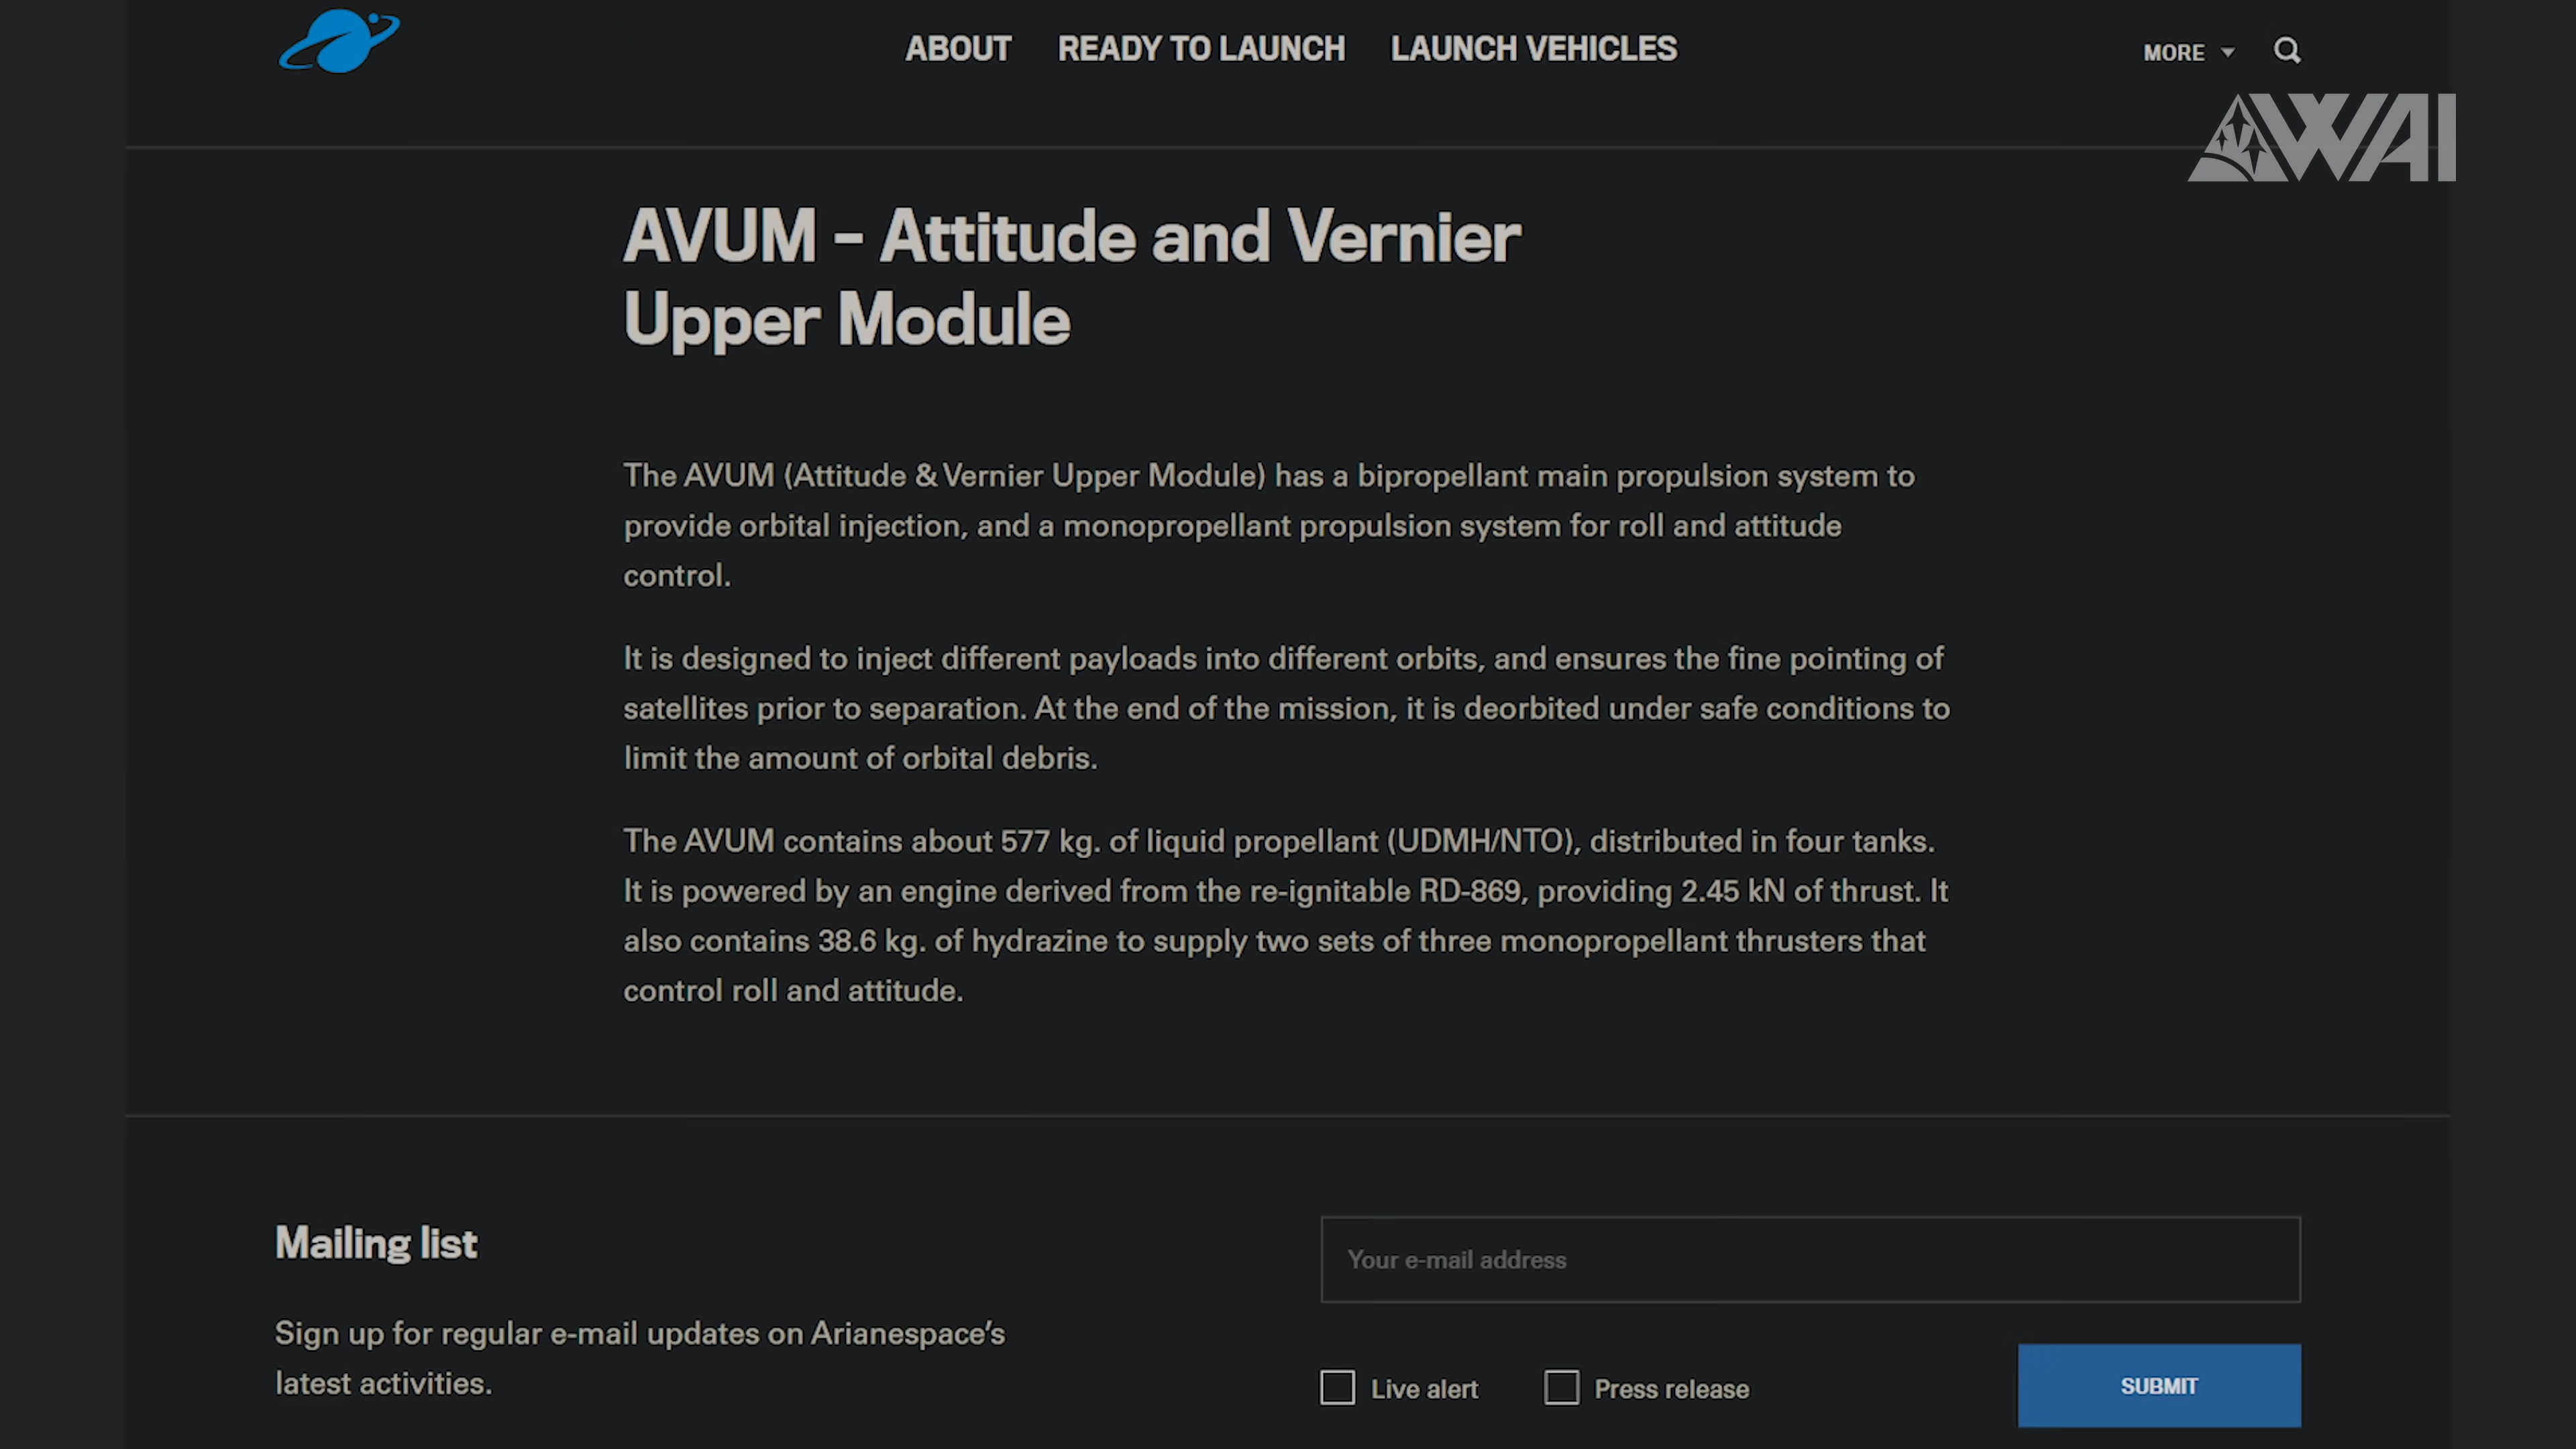 ABOUT READY TO LAUNCH LAUNCH VEHICLES MORE
AWAI
AVUM – Attitude and Vernier
Upper Module
The AVUM (Attitude & Vernier Upper Module) has a bipropellant main propulsion system to
provide orbital injection, and a monopropellant propulsion system for roll and attitude
control.
It is designed to inject different payloads into different orbits, and ensures the fine pointing of
satellites prior to separation. At the end of the mission, it is deorbited under safe conditions to
limit the amount of orbital debris.
The AVUM contains about 577 kg. of liquid propellant (UDMH/NTO), distributed in four tanks.
It is powered by an engine derived from the re-ignitable RD-869, providing 2.45 kN of thrust. It
also contains 38.6 kg. of hydrazine to supply two sets of three monopropellant thrusters that
control roll and attitude.
Mailing list
Sign up for regular e-mail updates on Arianespace’s
latest activities.
Your e-mail address
Live alert Press release
SUBMIT